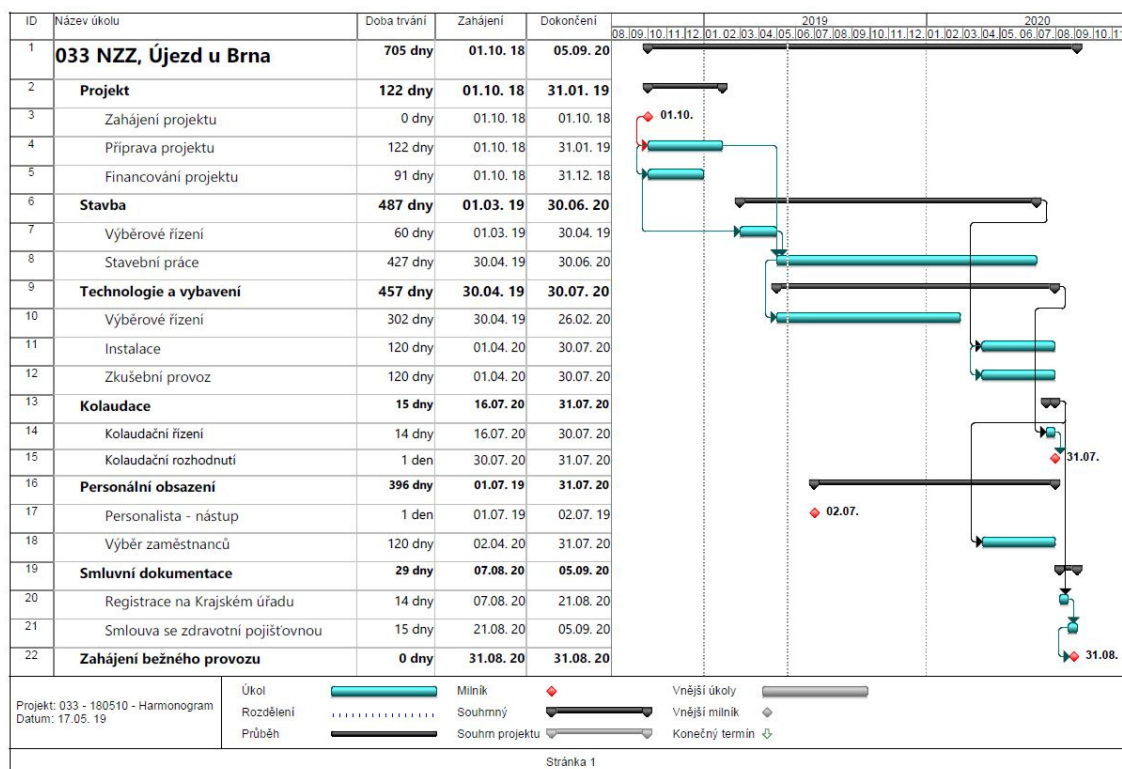 ID Název úkolu Doba trvání Zahájení Dokončení 2019 2020
08. 09. 10. 11. 12. 01. 02. 03. 04. 05. 06. 07. 08. 09. 10. 11. 12. 01. 02. 03. 04. 05. 06. 07. 08. 09. 10. 11
1 033 NZZ, Újezd u Brna 705 dny 01.10. 18 05.09. 20
2 Projekt 122 dny 01.10. 18 31.01. 19
3 Zahájení projektu 0 dny 01.10. 18 01.10. 18 01.10.
4 Příprava projektu 122 dny 01.10. 18 31.01. 19
5 Financování projektu 91 dny 01.10. 18 31.12. 18
6 Stavba 487 dny 01.03. 19 30.06. 20
7 Výběrové řízení 60 dny 01.03. 19 30.04. 19
8 Stavební práce 427 dny 30.04. 19 30.06. 20
9 Technologie a vybavení 457 dny 30.04. 19 30.07. 20
10 Výběrové řízení 302 dny 30.04. 19 26.02. 20
11 Instalace 120 dny 01.04. 20 30.07. 20
12 Zkušební provoz 120 dny 01.04. 20 30.07. 20
13 Kolaudace 15 dny 16.07. 20 31.07. 20
14 Kolaudační řízení 14 dny 16.07. 20 30.07. 20
15 Kolaudační rozhodnutí 1 den 30.07. 20 31.07. 20 31.07.
16 Personální obsazení 396 dny 01.07. 19 31.07. 20
17 Personalista - nástup 1 den 01.07. 19 02.07. 19 02.07.
18 Výběr zaměstnanců 120 dny 02.04. 20 31.07. 20
19 Smluvní dokumentace 29 dny 07.08. 20 05.09. 20
20 Registrace na Krajském úřadu 14 dny 07.08. 20 21.08. 20
21 Smlouva se zdravotní pojišťovnou 15 dny 21.08. 20 05.09. 20
22 Zahájení bežného provozu 0 dny 31.08. 20 31.08. 20 31.08.
Projekt: 033 - 180510 - Harmonogram
Datum: 17.05. 19
Úkol Milník Vnější úkoly
Rozdělení Souhrnný Vnější milník
Průběh Souhrn projektu Konečný termín
Stránka 1